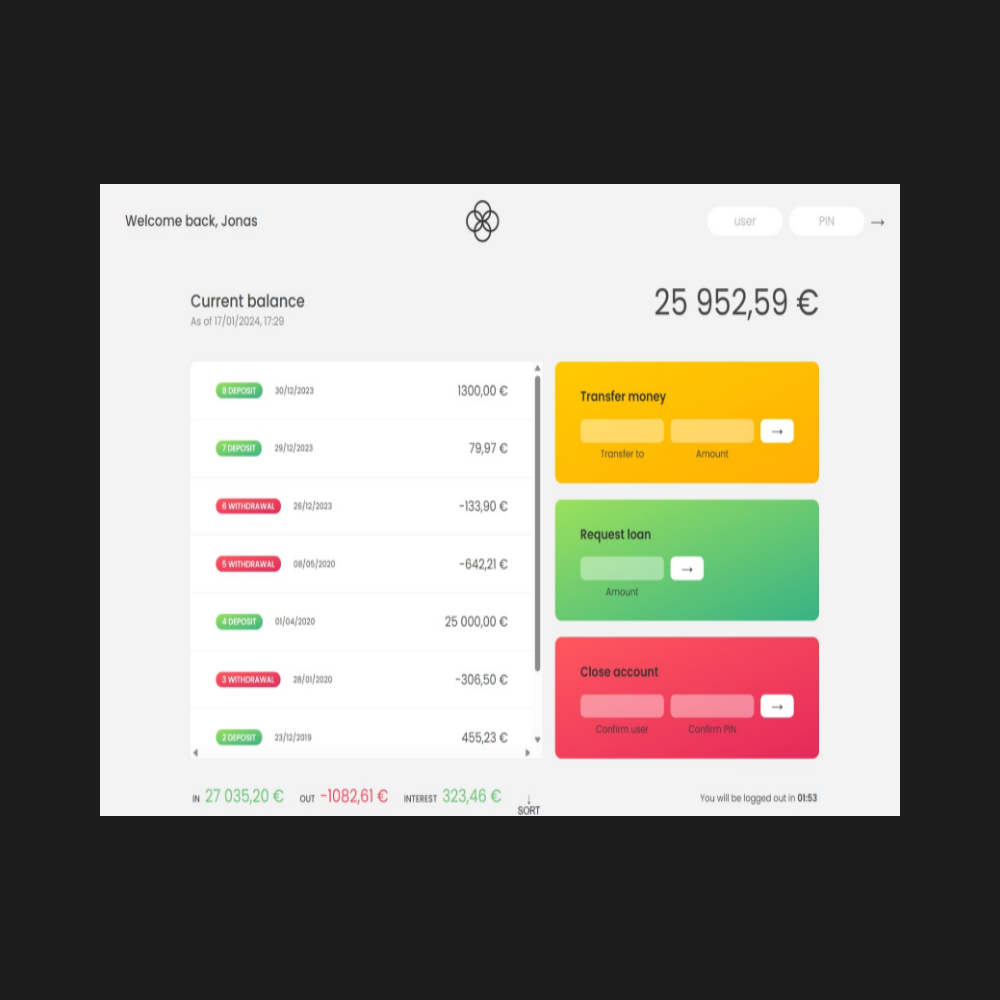 Welcome back, Jonas
user
PIN
→
Current balance
As of 17/01/2024, 17:29
25 952,59 €
8 DEPOSIT 30/12/2023 1300,00 €
7 DEPOSIT 29/12/2023 79,97 €
6 WITHDRAWAL 26/12/2023 -133,90 €
5 WITHDRAWAL 08/05/2020 -642,21 €
4 DEPOSIT 01/04/2020 25 000,00 €
3 WITHDRAWAL 28/01/2020 -306,50 €
2 DEPOSIT 23/12/2019 455,23 €
Transfer money
→
Transfer to Amount
Request loan
→
Amount
Close account
→
Confirm user Confirm PIN
IN 27 035,20 € OUT -1082,61 € INTEREST 323,46 €
↓
SORT
You will be logged out in 01:53